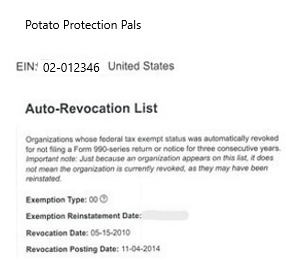 Potato Protection Pals
EIN: 02-012346 United States
Auto-Revocation List
Organizations whose federal tax exempt status was automatically revoked
for not filing a Form 990-series return or notice for three consecutive years.
Important note: Just because an organization appears on this list, it does
not mean the organization is currently revoked, as they may have been
reinstated.
Exemption Type: 00
Exemption Reinstatement Date:
Revocation Date: 05-15-2010
Revocation Posting Date: 11-04-2014